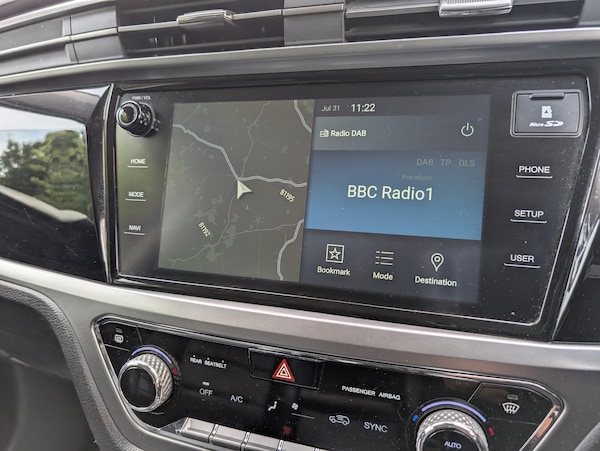 PWR / VOL
HOME
MODE
NAVI
B1195
B1192
Jul 31 11:22
Radio DAB
DAB TP DLS
Pop Music
BBC Radio1
Bookmark
Mode
Destination
Micro SD
PHONE
SETUP
USER
REAR SEATBELT
OFF
A/C
PASSENGER AIRBAG
SYNC
AUTO